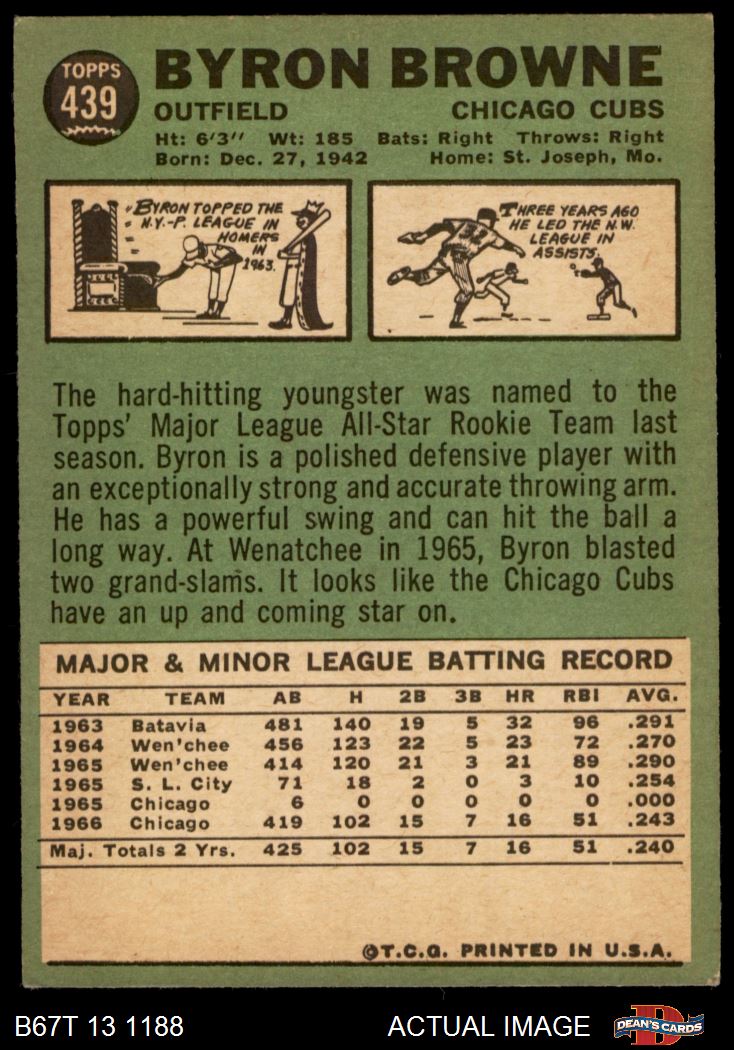 TOPPS
439
BYRON BROWNE
OUTFIELD CHICAGO CUBS
Ht: 6'3" Wt: 185 Bats: Right Throws: Right
Born: Dec. 27, 1942 Home: St. Joseph, Mo.
BYRON TOPPED THE
N.Y.-P. LEAGUE IN
HOMERS
IN
1963.
THREE YEARS AGO
HE LED THE N.W.
LEAGUE IN
ASSISTS.
The hard-hitting youngster was named to the
Topps' Major League All-Star Rookie Team last
season. Byron is a polished defensive player with
an exceptionally strong and accurate throwing arm.
He has a powerful swing and can hit the ball a
long way. At Wenatchee in 1965, Byron blasted
two grand-slams. It looks like the Chicago Cubs
have an up and coming star on.
MAJOR & MINOR LEAGUE BATTING RECORD
YEAR TEAM AB H 2B 3B HR RBI AVG.
1963 Batavia 481 140 19 5 32 96 .291
1964 Wen'chee 456 123 22 5 23 72 .270
1965 Wen'chee 414 120 21 3 21 89 .290
1965 S. L. City 71 18 2 0 3 10 .254
1965 Chicago 6 0 0 0 0 0 .000
1966 Chicago 419 102 15 7 16 51 .243
Maj. Totals 2 Yrs. 425 102 15 7 16 51 .240
©T.C.G. PRINTED IN U.S.A.
B67T 13 1188 ACTUAL IMAGE DEAN'S CARDS